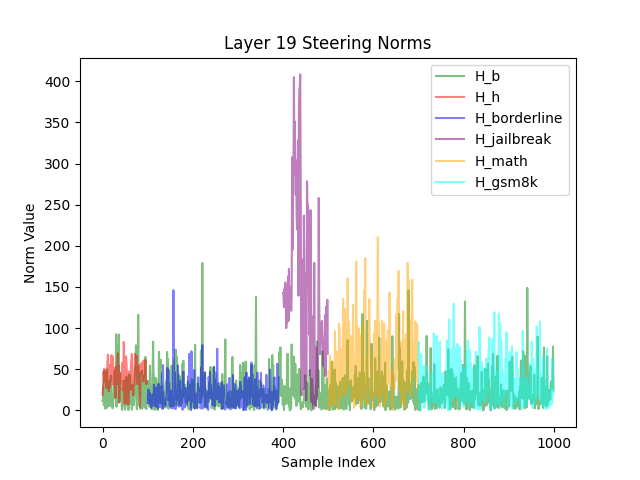 Layer 19 Steering Norms
H_b
H_h
H_borderline
H_jailbreak
H_math
H_gsm8k
Norm Value
400
350
300
250
200
150
100
50
0
0 200 400 600 800 1000
Sample Index